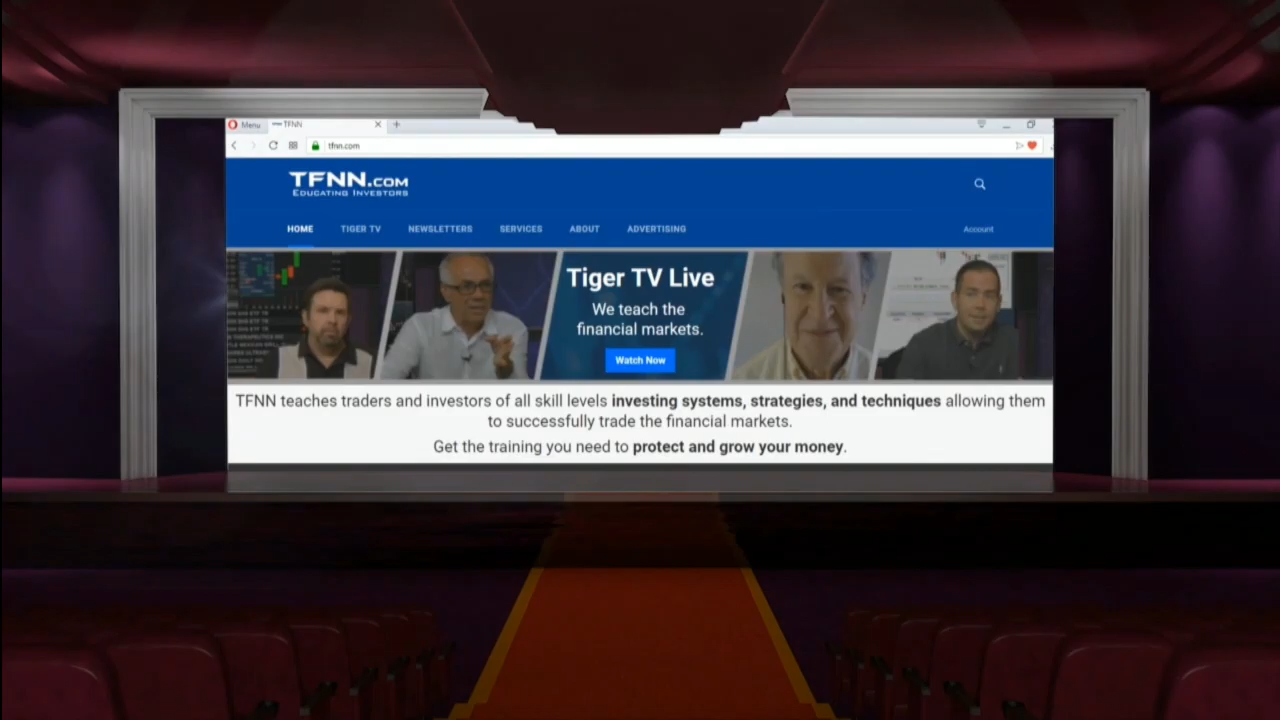 Menu
TFNN
tfnn.com
TFNN.COM
EDUCATING INVESTORS
HOME TIGER TV NEWSLETTERS SERVICES ABOUT ADVERTISING Account
Tiger TV Live
We teach the
financial markets.
Watch Now
TFNN teaches traders and investors of all skill levels investing systems, strategies, and techniques allowing them
to successfully trade the financial markets.
Get the training you need to protect and grow your money.